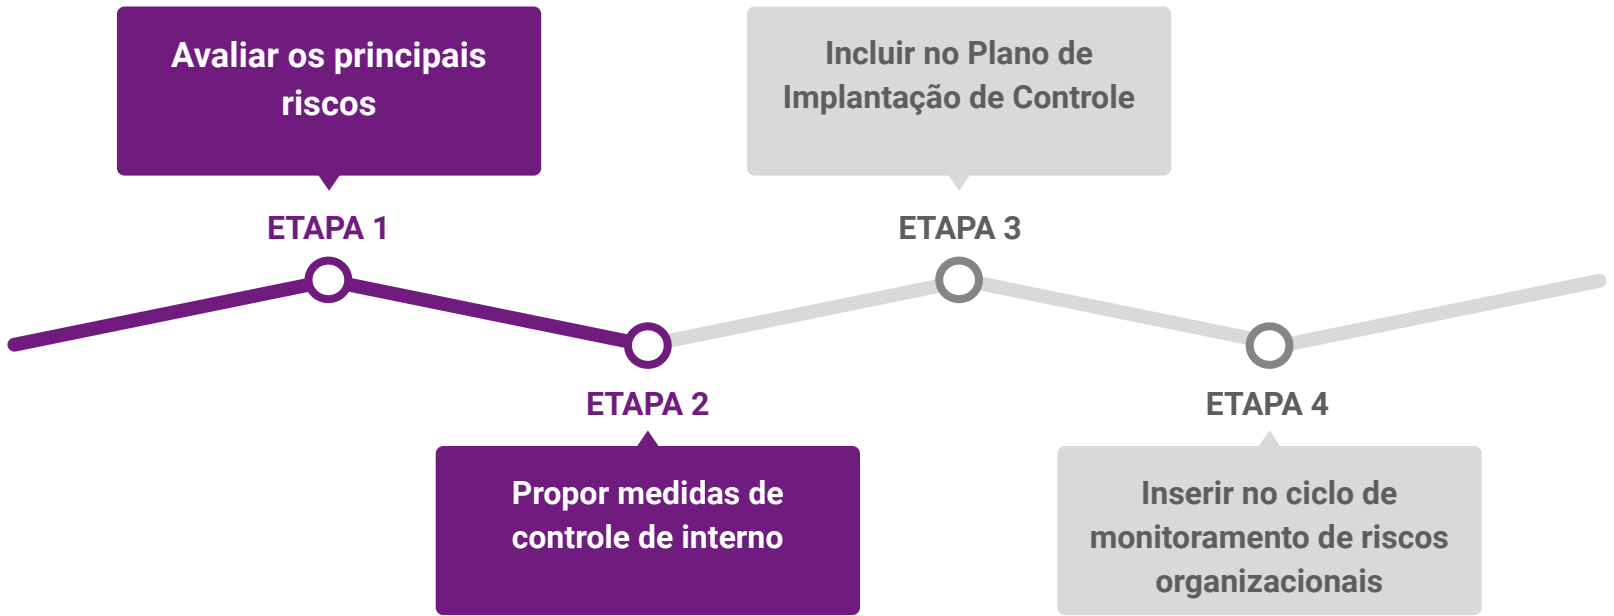 Avaliar os principais
riscos
ETAPA 1
ETAPA 2
Propor medidas de
controle de interno
Incluir no Plano de
Implantação de Controle
ETAPA 3
ETAPA 4
Inserir no ciclo de
monitoramento de riscos
organizacionais